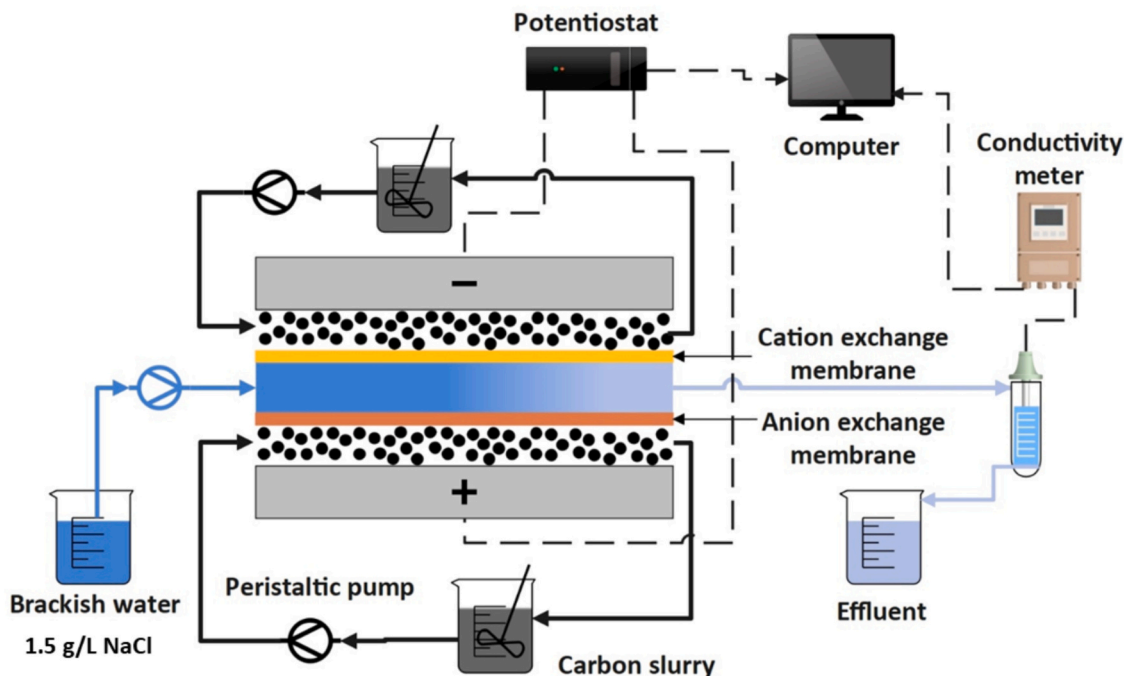 Potentiostat
Computer
Conductivity
meter
−
Cation exchange
membrane
Anion exchange
membrane
+
Peristaltic pump
Brackish water
1.5 g/L NaCl
Effluent
Carbon slurry